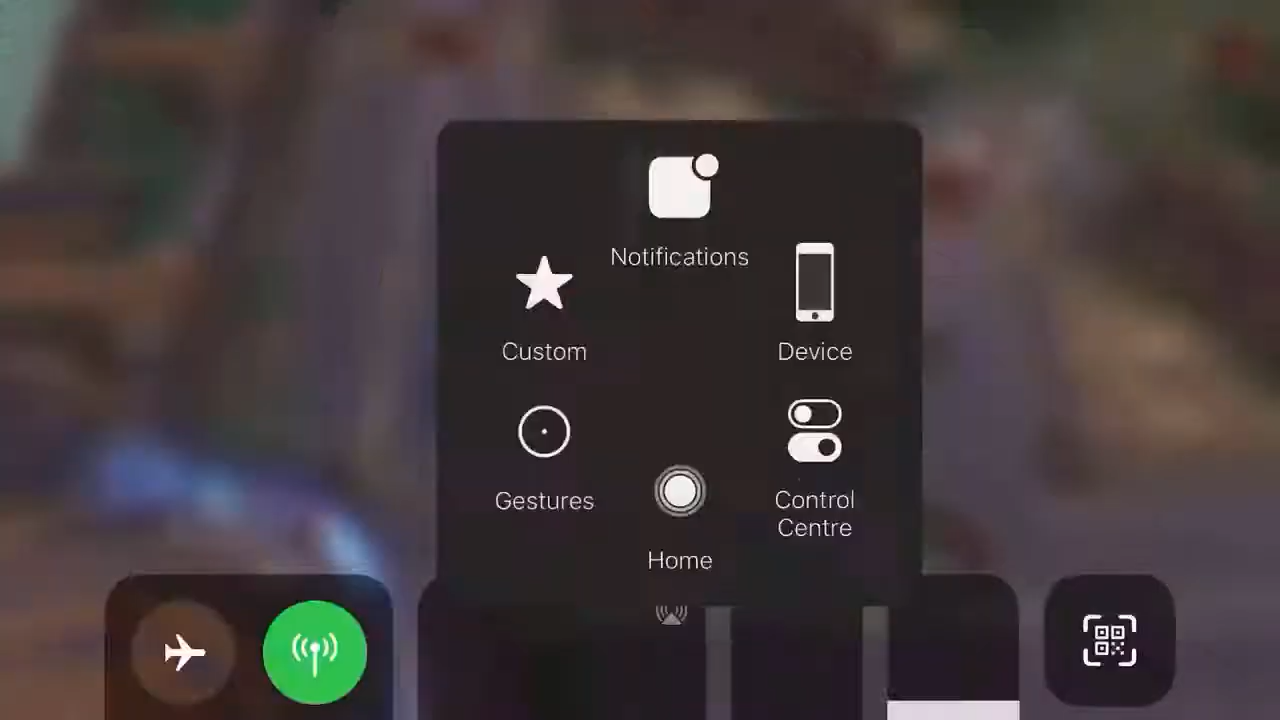 Notifications
Custom
Device
Gestures
Control
Centre
Home